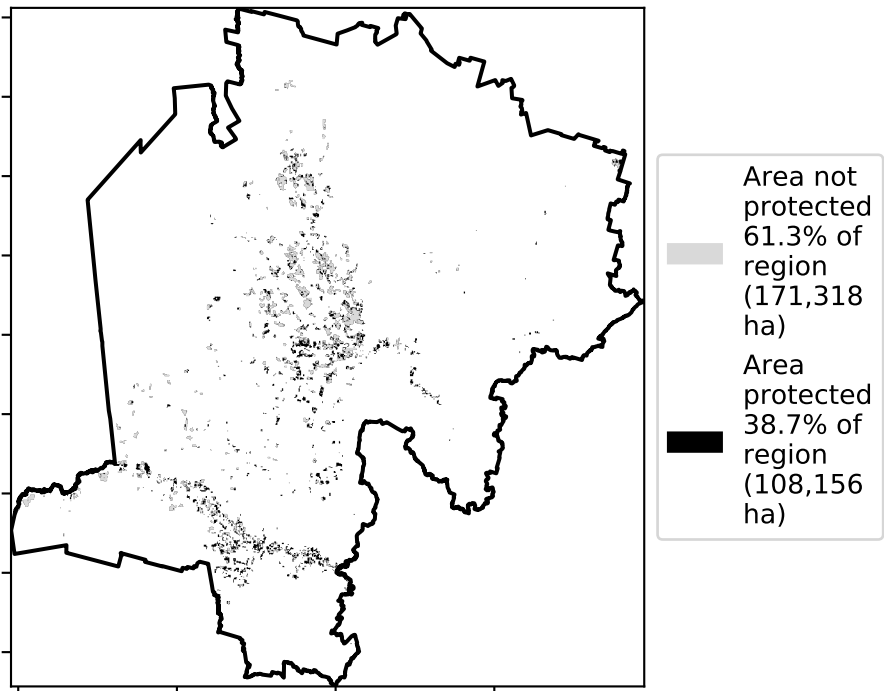 Area not
protected
61.3% of
region
(171,318
ha)
Area
protected
38.7% of
region
(108,156
ha)